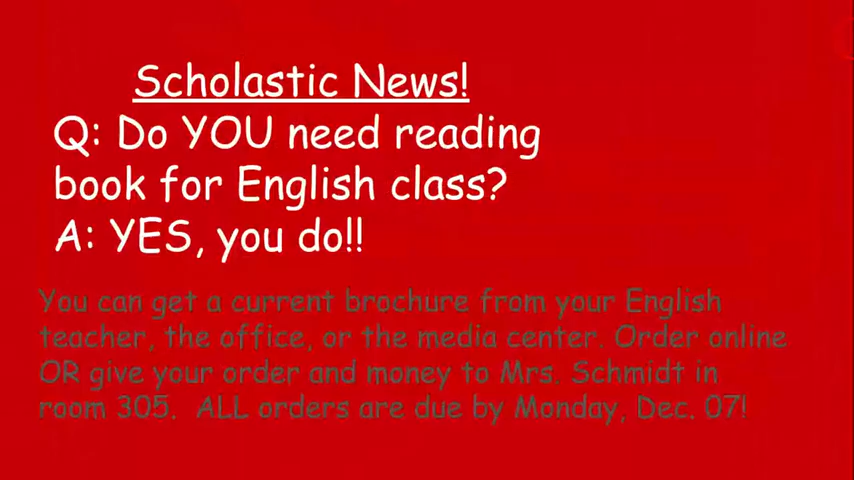 Scholastic News!
Q: Do YOU need reading
book for English class?
A: YES, you do!!
You can get a current brochure from your English
teacher, the office, or the media center. Order online
OR give your order and money to Mrs. Schmidt in
room 305. ALL orders are due by Monday, Dec. 07!